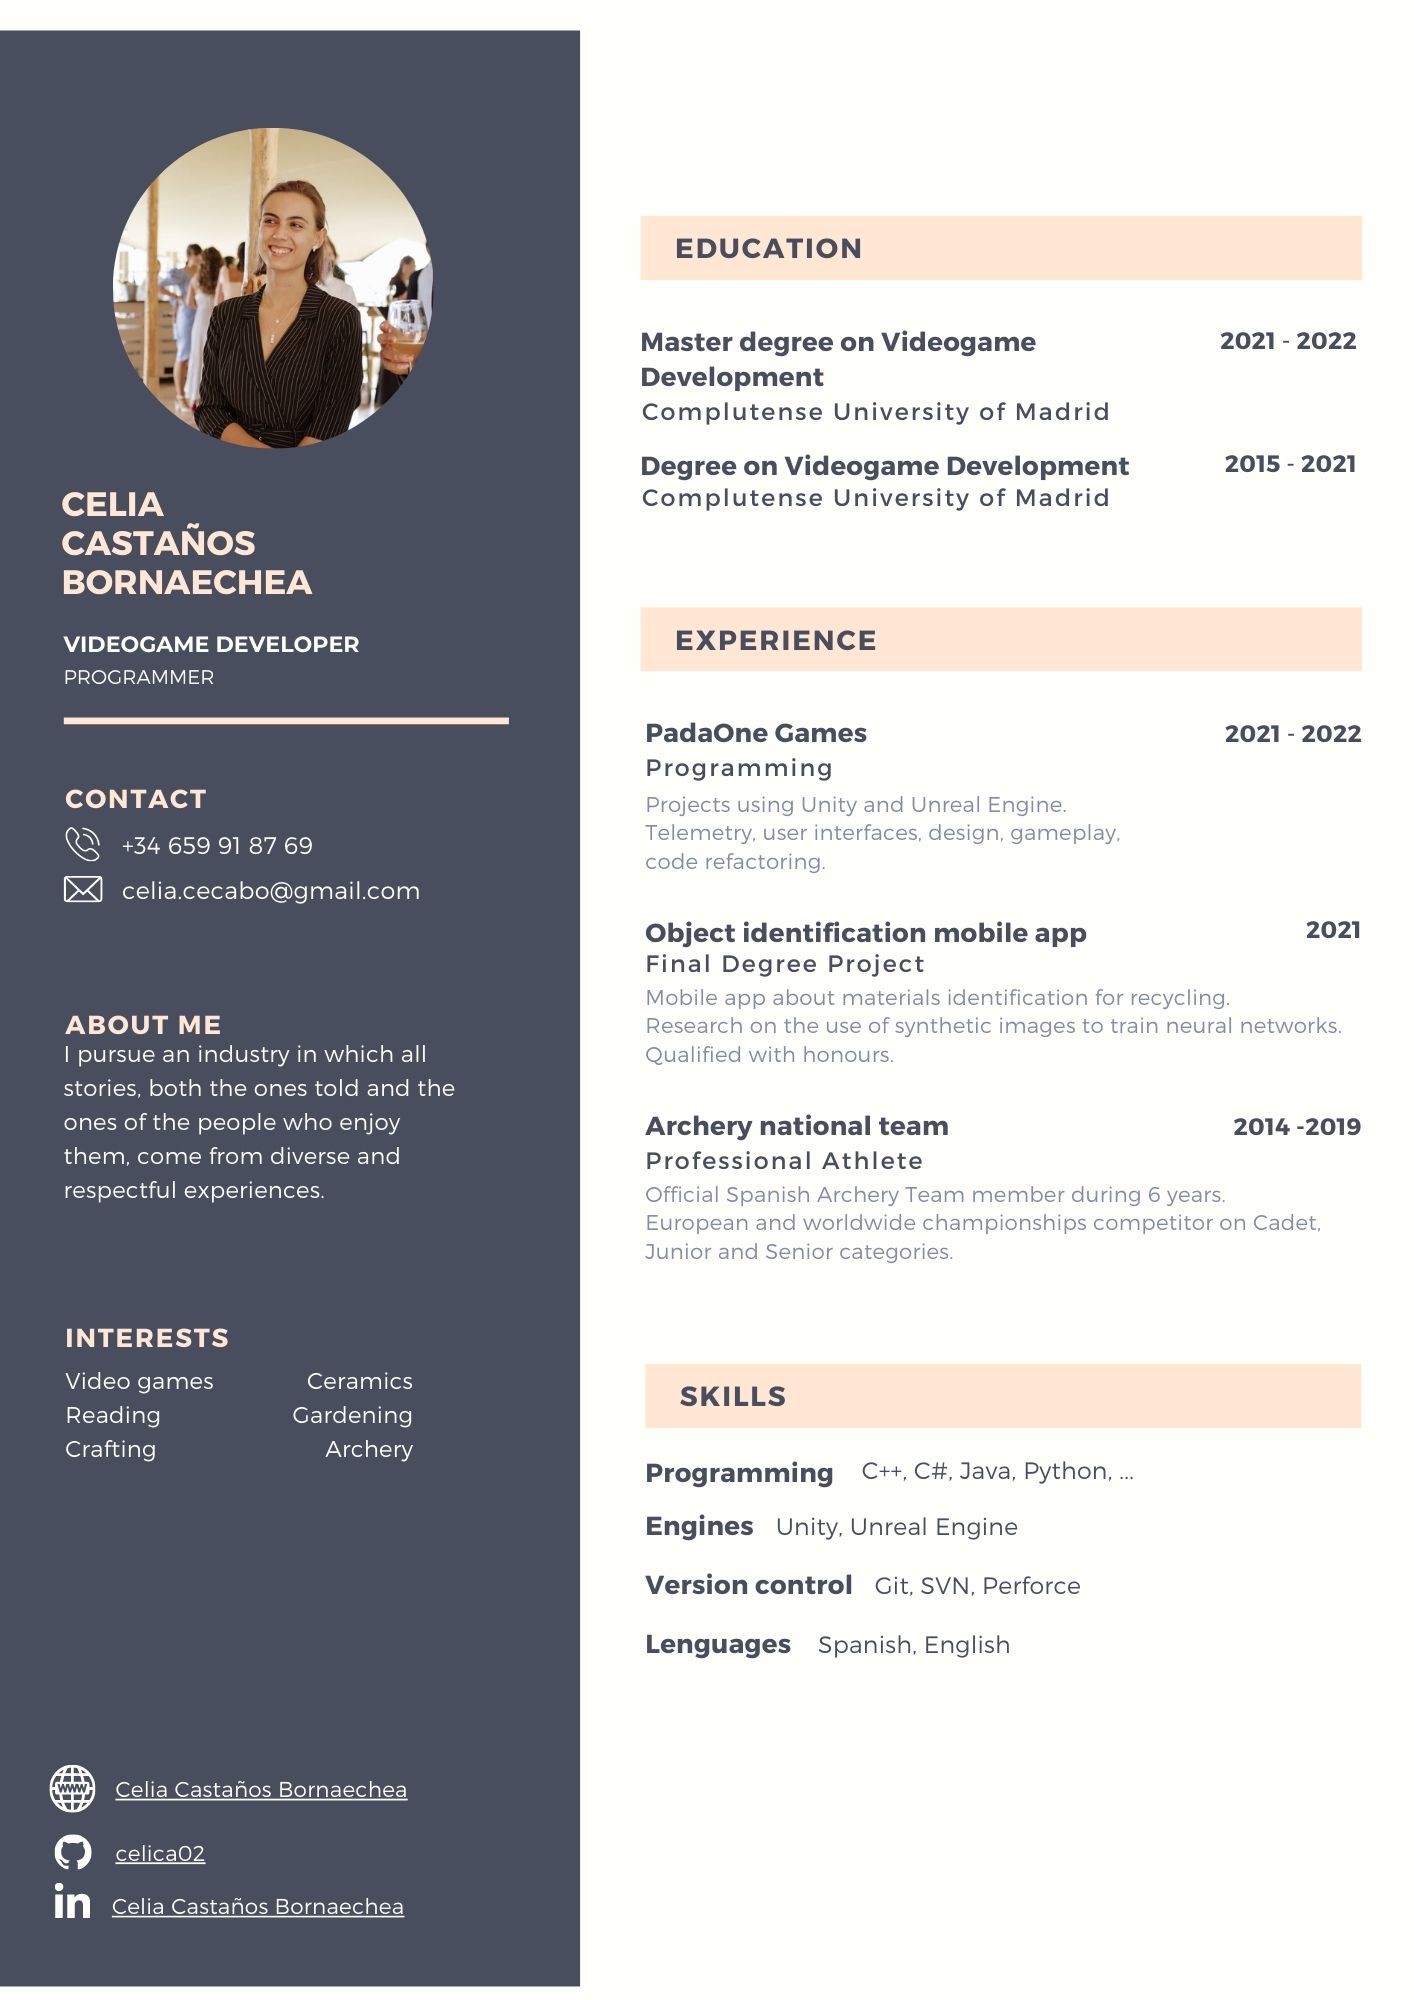 CELIA
CASTAÑOS
BORNAECHEA
VIDEOGAME DEVELOPER
PROGRAMMER
CONTACT
+34 659 91 87 69
celia.cecabo@gmail.com
ABOUT ME
I pursue an industry in which all
stories, both the ones told and the
ones of the people who enjoy
them, come from diverse and
respectful experiences.
INTERESTS
Video games Ceramics
Reading Gardening
Crafting Archery
WWW Celia Castaños Bornaechea
celica02
in Celia Castaños Bornaechea
EDUCATION
Master degree on Videogame 2021 - 2022
Development
Complutense University of Madrid
Degree on Videogame Development 2015 - 2021
Complutense University of Madrid
EXPERIENCE
PadaOne Games 2021 - 2022
Programming
Projects using Unity and Unreal Engine.
Telemetry, user interfaces, design, gameplay,
code refactoring.
Object identification mobile app 2021
Final Degree Project
Mobile app about materials identification for recycling.
Research on the use of synthetic images to train neural networks.
Qualified with honours.
Archery national team 2014 -2019
Professional Athlete
Official Spanish Archery Team member during 6 years.
European and worldwide championships competitor on Cadet,
Junior and Senior categories.
SKILLS
Programming C++, C#, Java, Python, ...
Engines Unity, Unreal Engine
Version control Git, SVN, Perforce
Lenguages Spanish, English